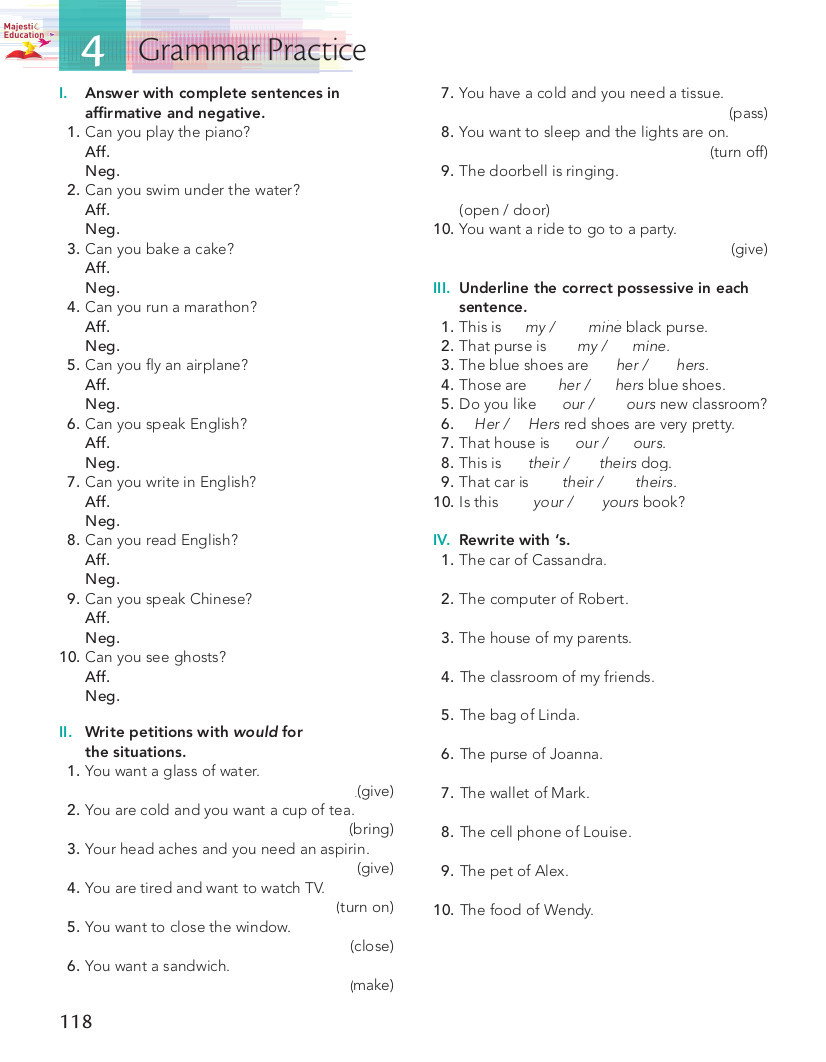 Majestic
Education
4 Grammar Practice
I. Answer with complete sentences in
affirmative and negative.
1. Can you play the piano?
Aff.
Neg.
2. Can you swim under the water?
Aff.
Neg.
3. Can you bake a cake?
Aff.
Neg.
4. Can you run a marathon?
Aff.
Neg.
5. Can you fly an airplane?
Aff.
Neg.
6. Can you speak English?
Aff.
Neg.
7. Can you write in English?
Aff.
Neg.
8. Can you read English?
Aff.
Neg.
9. Can you speak Chinese?
Aff.
Neg.
10. Can you see ghosts?
Aff.
Neg.
II. Write petitions with would for
the situations.
1. You want a glass of water.
.(give)
2. You are cold and you want a cup of tea.
(bring)
3. Your head aches and you need an aspirin.
(give)
4. You are tired and want to watch TV.
(turn on)
5. You want to close the window.
(close)
6. You want a sandwich.
(make)
7. You have a cold and you need a tissue.
(pass)
8. You want to sleep and the lights are on.
(turn off)
9. The doorbell is ringing.
(open / door)
10. You want a ride to go to a party.
(give)
III. Underline the correct possessive in each
sentence.
1. This is my / mine black purse.
2. That purse is my / mine.
3. The blue shoes are her / hers.
4. Those are her / hers blue shoes.
5. Do you like our / ours new classroom?
6. Her / Hers red shoes are very pretty.
7. That house is our / ours.
8. This is their / theirs dog.
9. That car is their / theirs.
10. Is this your / yours book?
IV. Rewrite with ‘s.
1. The car of Cassandra.
2. The computer of Robert.
3. The house of my parents.
4. The classroom of my friends.
5. The bag of Linda.
6. The purse of Joanna.
7. The wallet of Mark.
8. The cell phone of Louise.
9. The pet of Alex.
10. The food of Wendy.
118